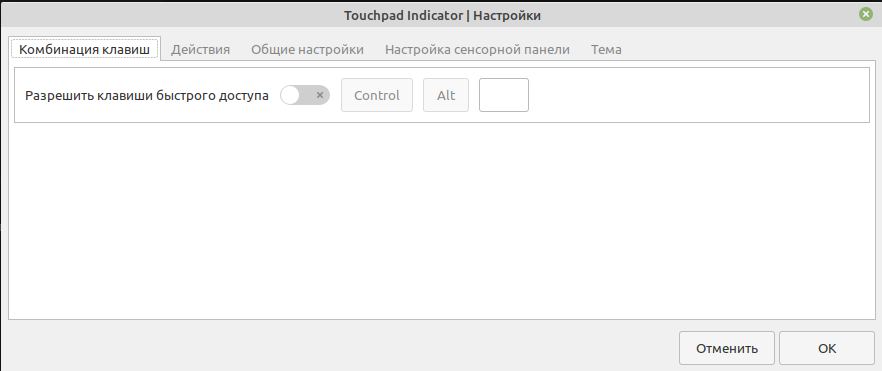 Touchpad Indicator | Настройки
Комбинация клавиш Действия Общие настройки Настройка сенсорной панели Тема
Разрешить клавиши быстрого доступа Control Alt
Отменить OK